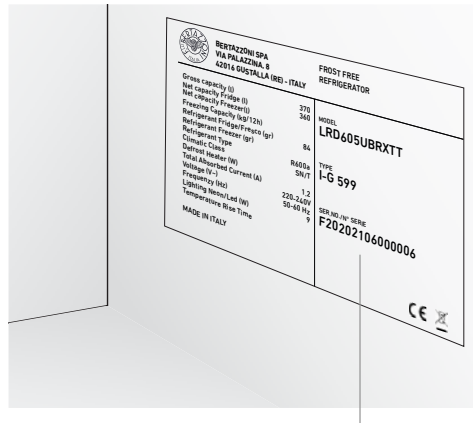 BERTAZZONI
ITALIA
BERTAZZONI SPA
VIA PALAZZINA, 8
42016 GUSTALLA (RE) - ITALY
FROST FREE
REFRIGERATOR
Gross capacity (l) 370
Net capacity Fridge (l) 360
Net capacity Freezer(l)
Freezing Capacity (kg/12h)
Refrigerant Fridge/Fresco (gr) 84
Refrigerant Freezer (gr)
Refrigerant Type R600a
Climatic Class SN/T
Defrost Heater (W)
Total Absorbed Current (A) 1.2
Voltage (V~) 220-240V
Frequency (Hz) 50-60 Hz
Lighting Neon/Led (W) 9
Temperature Rise Time
MADE IN ITALY
MODEL
LRD605UBRXTT
TYPE
I-G 599
SER,NO./N° SERIE
F20202106000006
CE